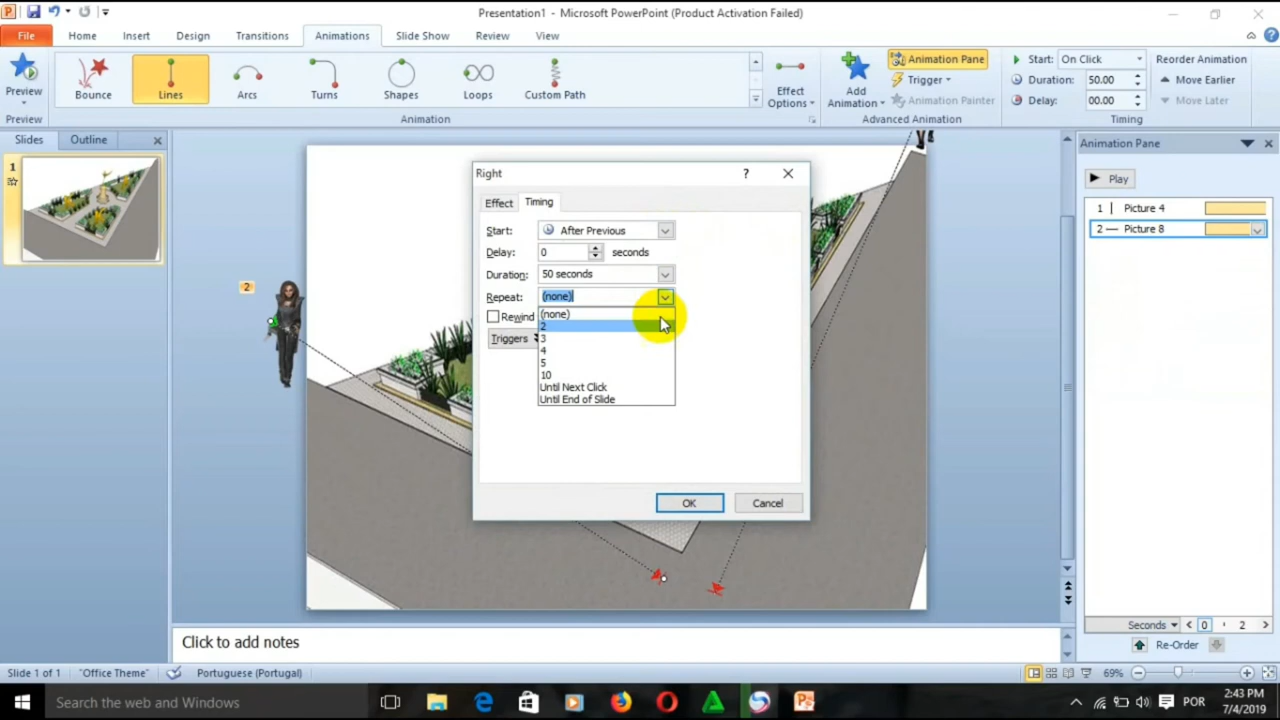 Presentation1 - Microsoft PowerPoint (Product Activation Failed)
File Home Insert Design Transitions Animations Slide Show Review View
Preview
Preview
Bounce Lines Arcs Turns Shapes Loops Custom Path
Animation
Effect Options
Add Animation
Animation Pane
Trigger
Animation Painter
Advanced Animation
Start: On Click
Duration: 50.00
Delay: 00.00
Timing
Reorder Animation
Move Earlier
Move Later
Slides Outline
1
2
Right
Effect Timing
Start: After Previous
Delay: 0 seconds
Duration: 50 seconds
Repeat: (none)
Rewind
Triggers
(none)
2
3
4
5
10
Until Next Click
Until End of Slide
OK Cancel
Animation Pane
Play
1 Picture 4
2 Picture 8
Seconds 0 2
Re-Order
Click to add notes
Slide 1 of 1 "Office Theme" Portuguese (Portugal) 69%
Search the web and Windows
POR
2:43 PM
7/4/2019